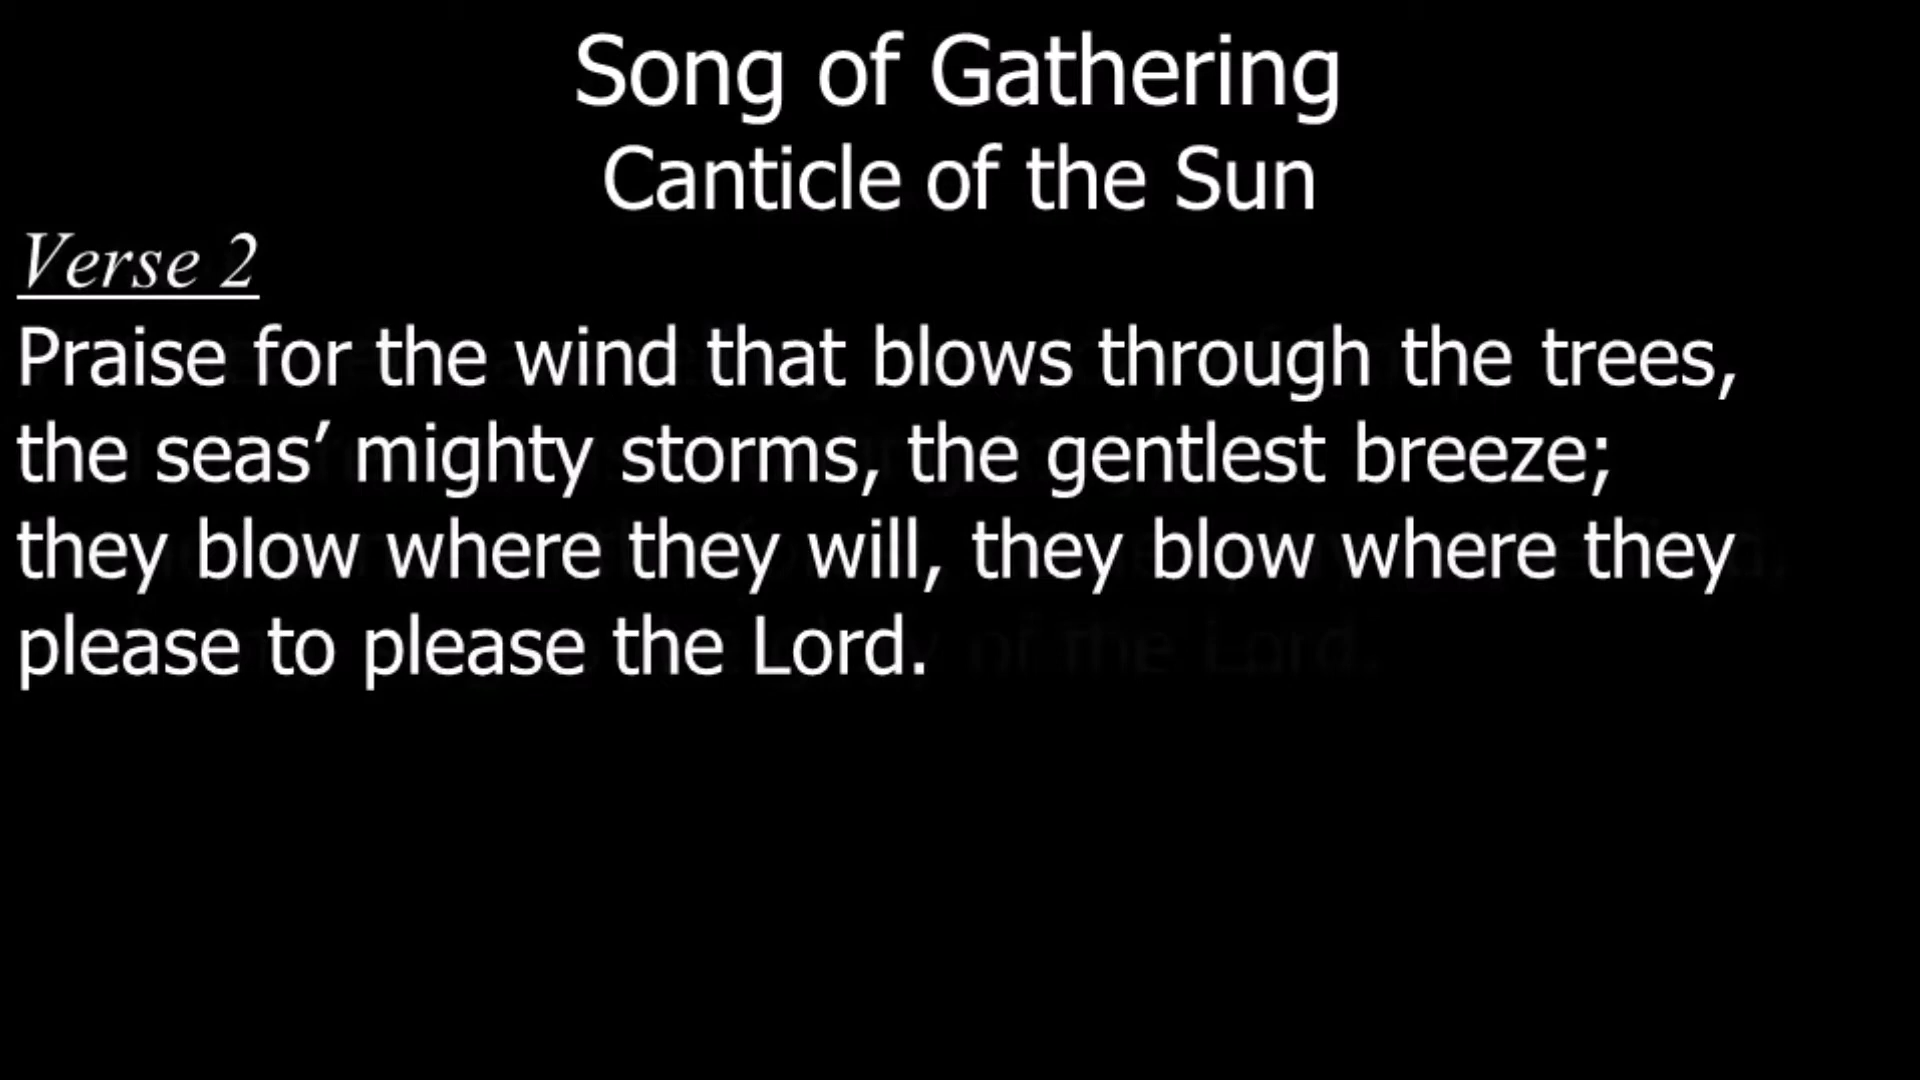 Song of Gathering
Canticle of the Sun
Verse 2
Praise for the wind that blows through the trees,
the seas’ mighty storms, the gentlest breeze;
they blow where they will, they blow where they
please to please the Lord.